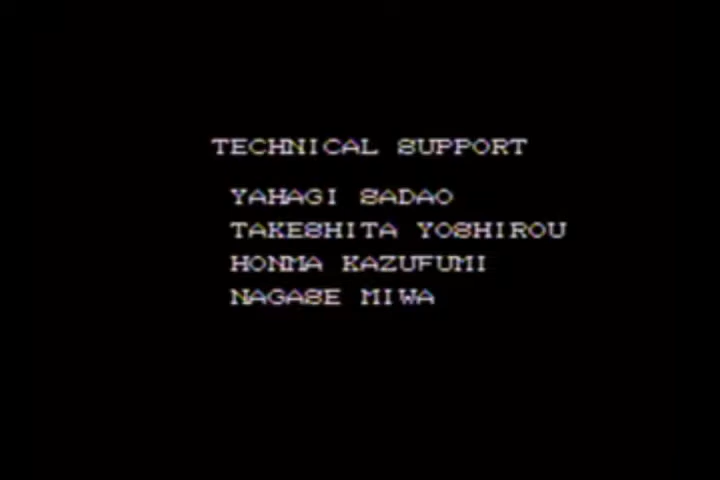 TECHNICAL SUPPORT
YAHAGI SADAO
TAKESHITA YOSHIROU
HONMA KAZUFUMI
NAGASE MIWA